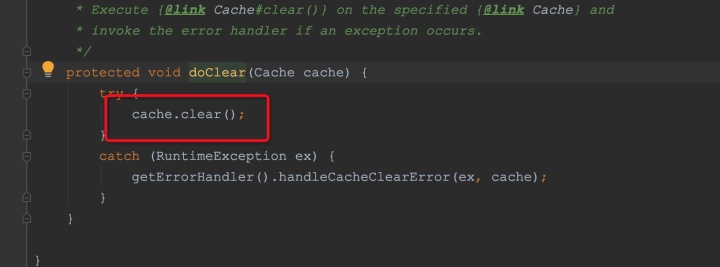 * Execute {@link Cache#clear()} on the specified {@link Cache} and
* invoke the error handler if an exception occurs.
*/
protected void doClear(Cache cache) {
try {
cache.clear();
}
catch (RuntimeException ex) {
getErrorHandler().handleCacheClearError(ex, cache);
}
}
}